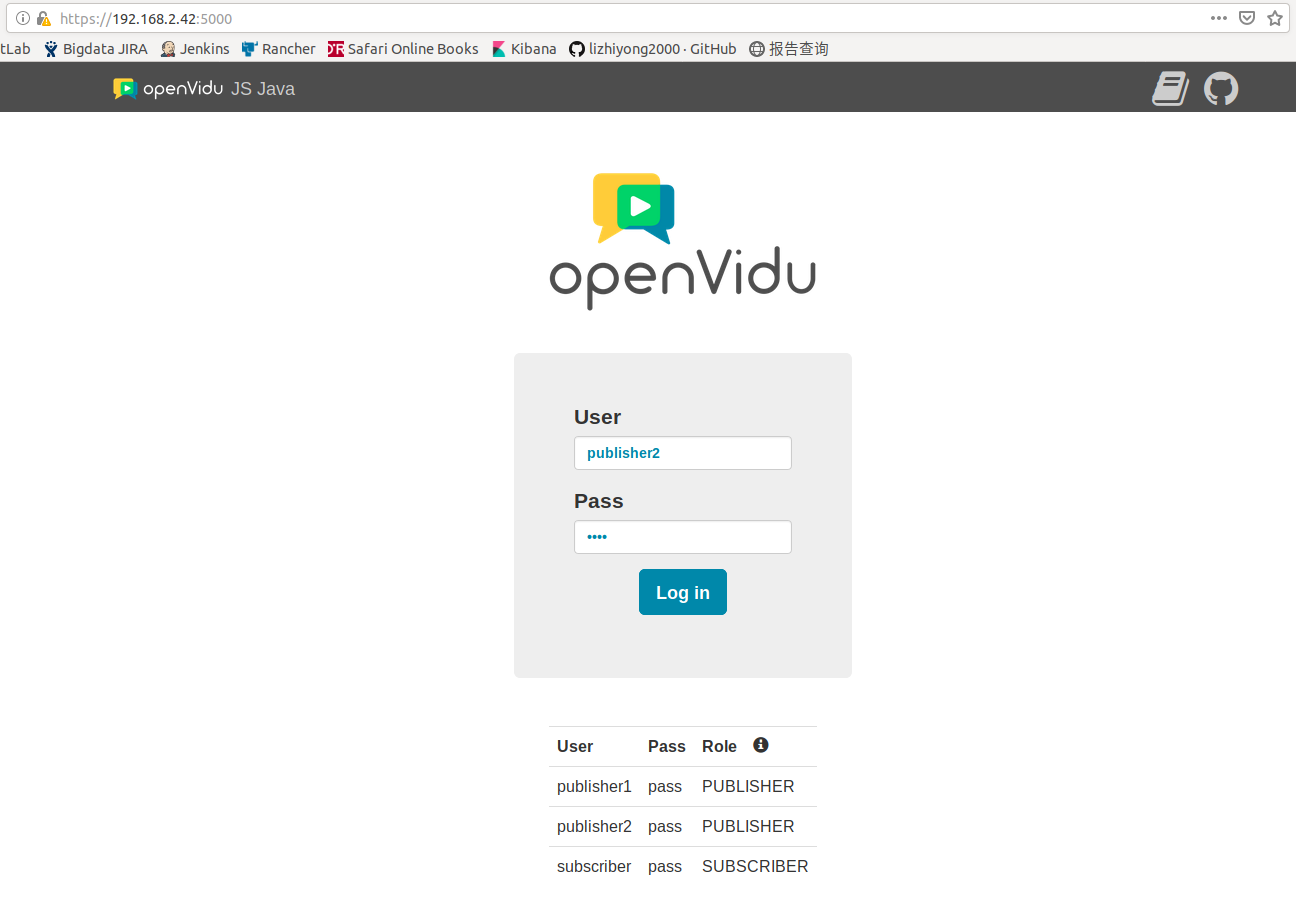 https://192.168.2.42:5000
tLab Bigdata JIRA Jenkins Rancher Safari Online Books Kibana lizhiyong2000 · GitHub 报告查询
openVidu JS Java
openVidu
User
publisher2
Pass
••••
Log in
User Pass Role
publisher1 pass PUBLISHER
publisher2 pass PUBLISHER
subscriber pass SUBSCRIBER